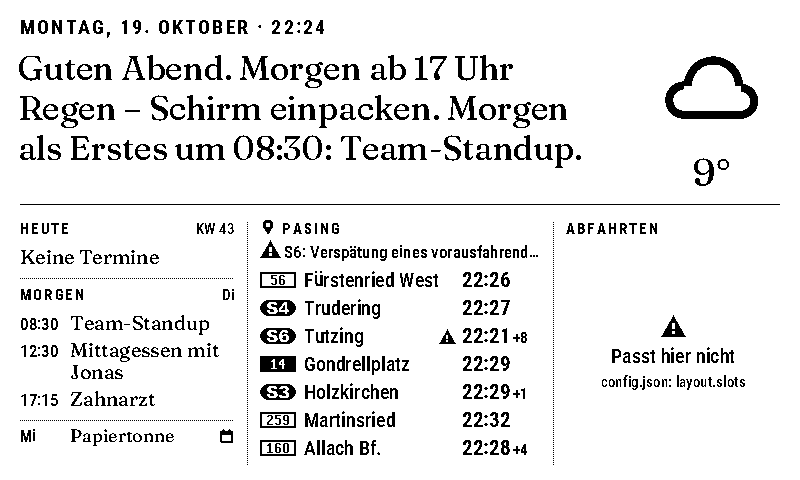 MONTAG, 19. OKTOBER · 22:24
Guten Abend. Morgen ab 17 Uhr
Regen – Schirm einpacken. Morgen
als Erstes um 08:30: Team-Standup.
9°
HEUTE KW 43
Keine Termine
MORGEN Di
08:30 Team-Standup
12:30 Mittagessen mit
Jonas
17:15 Zahnarzt
Mi Papiertonne
PASING
S6: Verspätung eines vorausfahrend…
56 Fürstenried West 22:26
S4 Trudering 22:27
S6 Tutzing 22:21 +8
14 Gondrellplatz 22:29
S3 Holzkirchen 22:29 +1
259 Martinsried 22:32
160 Allach Bf. 22:28 +4
ABFAHRTEN
Passt hier nicht
config.json: layout.slots